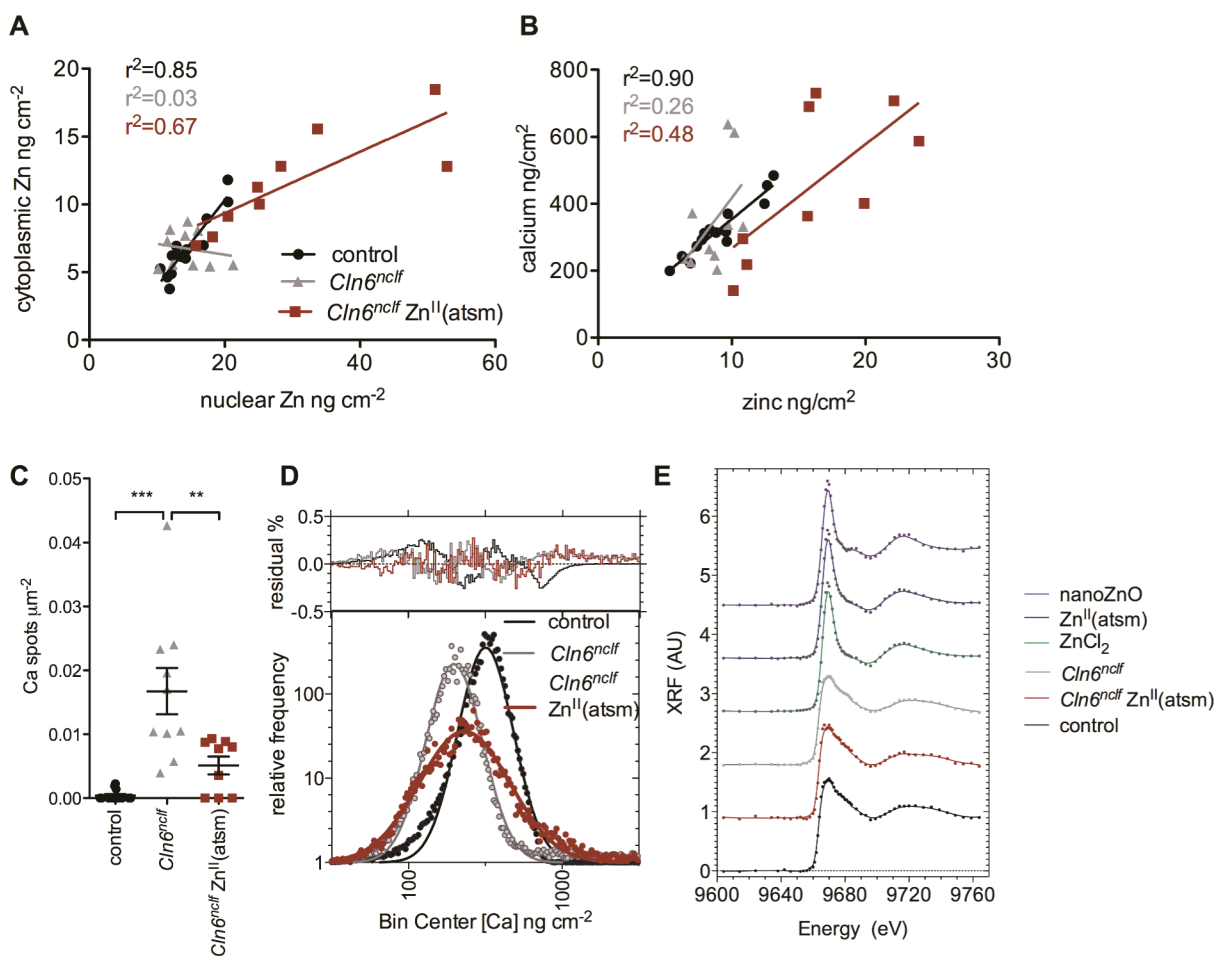 A
r²=0.85
r²=0.03
r²=0.67
20
15
10
5
0
0
20
40
60
cytoplasmic Zn ng cm⁻²
nuclear Zn ng cm⁻²
control
Cln6ⁿᶜˡᶠ
Cln6ⁿᶜˡᶠ Znᴵᴵ(atsm)
B
r²=0.90
r²=0.26
r²=0.48
800
600
400
200
0
0
10
20
30
calcium ng/cm²
zinc ng/cm²
C
0.05
0.04
0.03
0.02
0.01
0.00
Ca spots μm⁻²
***
**
control
Cln6ⁿᶜˡᶠ
Cln6ⁿᶜˡᶠ Znᴵᴵ(atsm)
D
0.5
0.0
-0.5
residual %
control
Cln6ⁿᶜˡᶠ
Cln6ⁿᶜˡᶠ
Znᴵᴵ(atsm)
100
10
1
relative frequency
100
1000
Bin Center [Ca] ng cm⁻²
E
6
5
4
3
2
1
0
XRF (AU)
9600
9640
9680
9720
9760
Energy (eV)
nanoZnO
Znᴵᴵ(atsm)
ZnCl₂
Cln6ⁿᶜˡᶠ
Cln6ⁿᶜˡᶠ Znᴵᴵ(atsm)
control